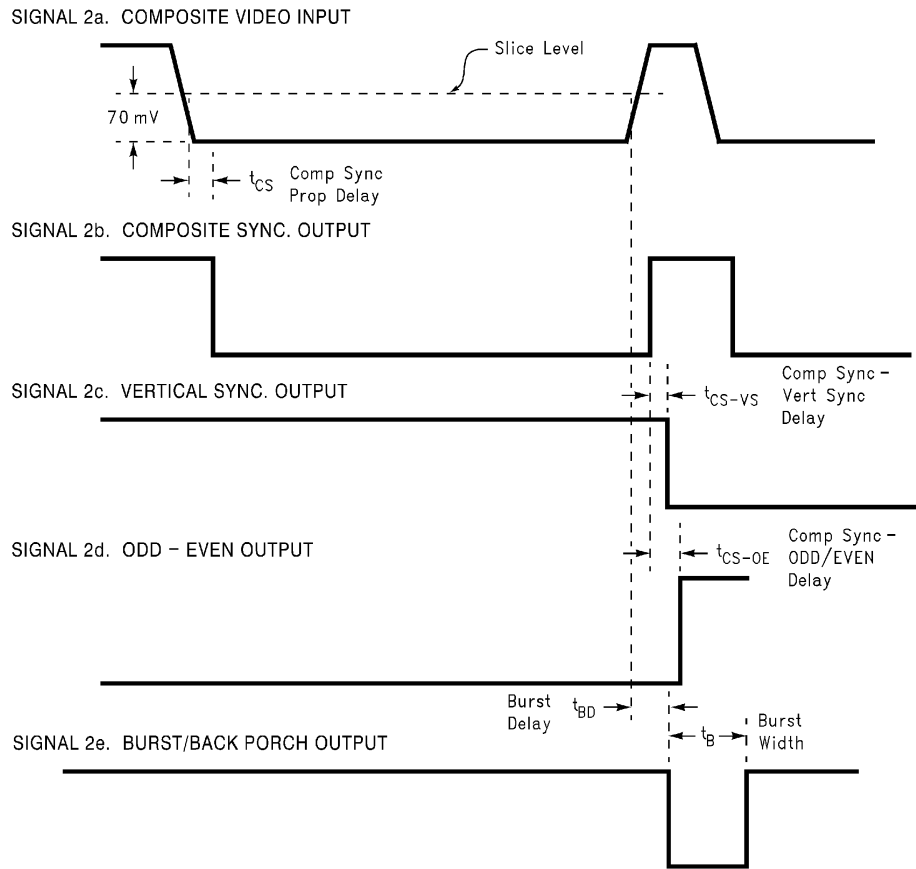 SIGNAL 2a. COMPOSITE VIDEO INPUT
Slice Level
70 mV
tCS Comp Sync
Prop Delay
SIGNAL 2b. COMPOSITE SYNC. OUTPUT
SIGNAL 2c. VERTICAL SYNC. OUTPUT
tCS-VS
Comp Sync –
Vert Sync
Delay
SIGNAL 2d. ODD – EVEN OUTPUT
tCS-OE
Comp Sync –
ODD/EVEN
Delay
Burst
Delay
tBD
SIGNAL 2e. BURST/BACK PORCH OUTPUT
tB
Burst
Width